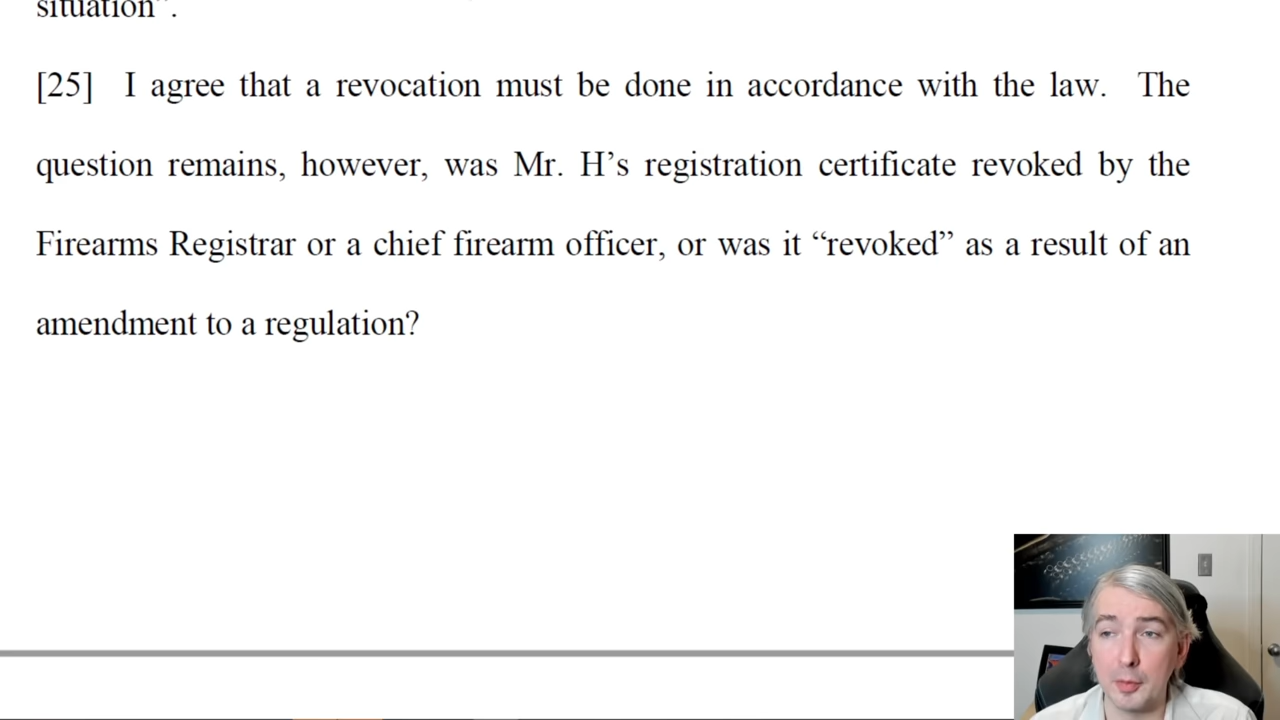 situation”.
[25] I agree that a revocation must be done in accordance with the law. The
question remains, however, was Mr. H’s registration certificate revoked by the
Firearms Registrar or a chief firearm officer, or was it “revoked” as a result of an
amendment to a regulation?